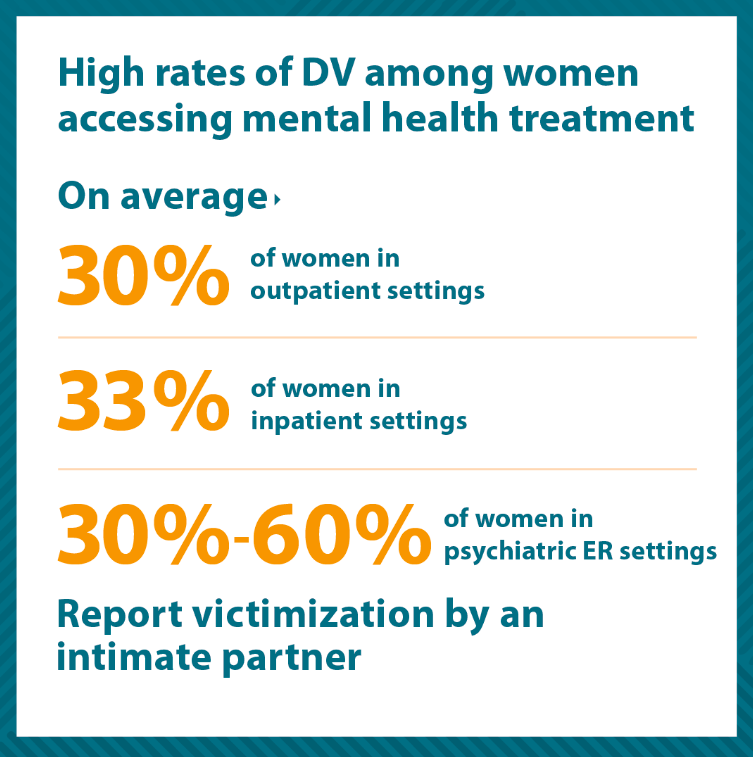 High rates of DV among women
accessing mental health treatment
On average
30%
of women in
outpatient settings
33%
of women in
inpatient settings
30%-60%
of women in
psychiatric ER settings
Report victimization by an
intimate partner